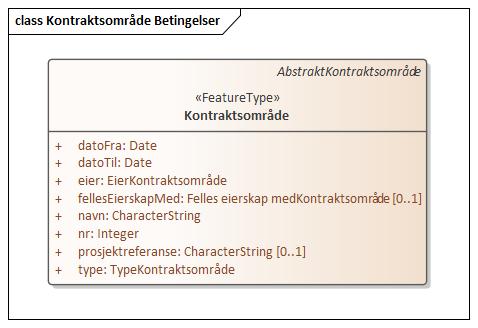 class Kontraktsområde Betingelser
AbstraktKontraktsområde
«FeatureType»
Kontraktsområde
+ datoFra: Date
+ datoTil: Date
+ eier: EierKontraktsområde
+ fellesEierskapMed: Felles eierskap medKontraktsområde [0..1]
+ navn: CharacterString
+ nr: Integer
+ prosjektreferanse: CharacterString [0..1]
+ type: TypeKontraktsområde